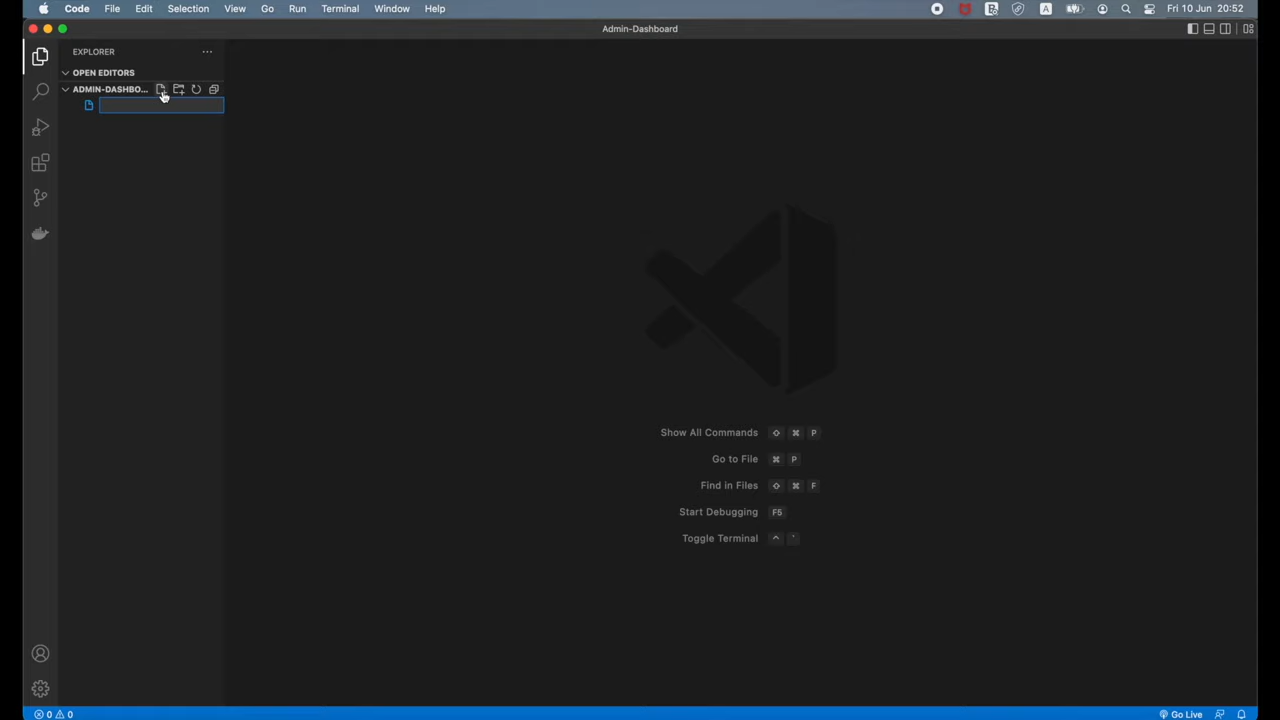 Code File Edit Selection View Go Run Terminal Window Help A Fri 10 Jun 20:52
Admin-Dashboard
EXPLORER ...
OPEN EDITORS
ADMIN-DASHBO...
Show All Commands ⇧ ⌘ P
Go to File ⌘ P
Find in Files ⇧ ⌘ F
Start Debugging F5
Toggle Terminal ^ `
0 0 Go Live